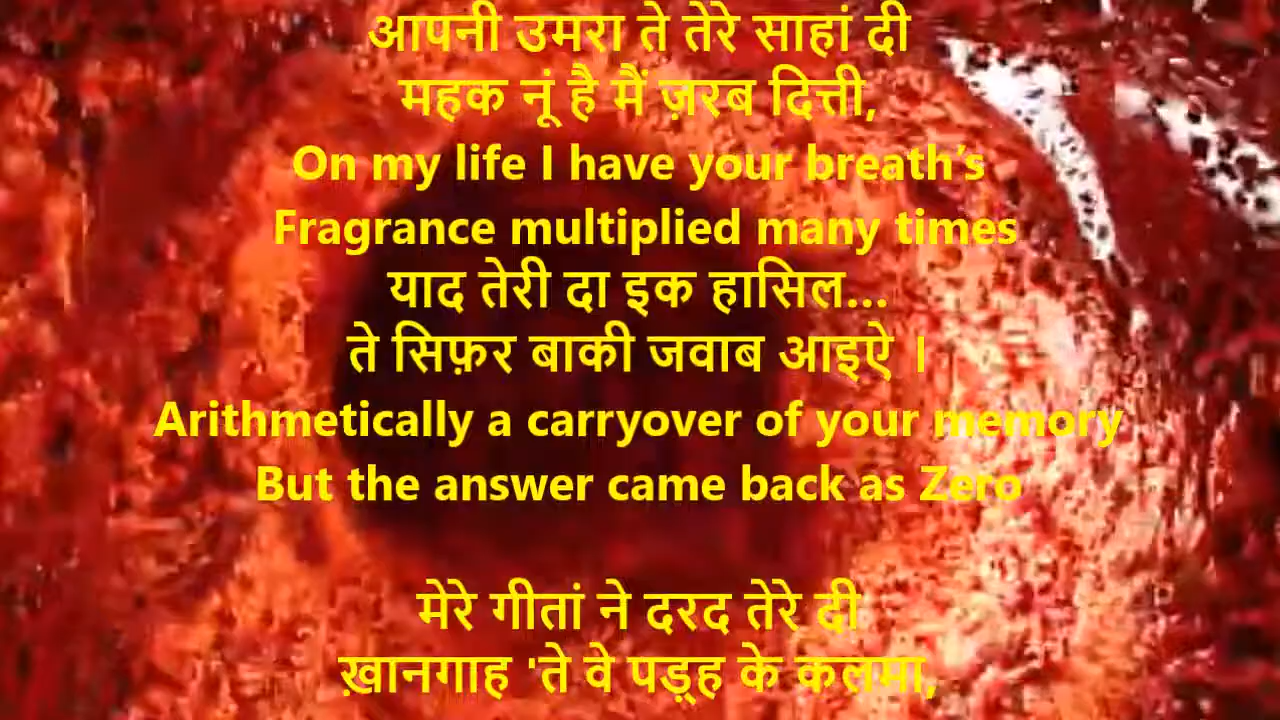 आपनी उमरा ते तेरे साहां दी
महक नूं है मैं ज़रब दित्ती,
On my life I have your breath’s
Fragrance multiplied many times
याद तेरी दा इक हासिल...
ते सिफ़र बाकी जवाब आइऐ ।
Arithmetically a carryover of your memory
But the answer came back as Zero
मेरे गीतां ने दरद तेरे दी
ख़ानगाह 'ते वे पड़्ह के कलमा,